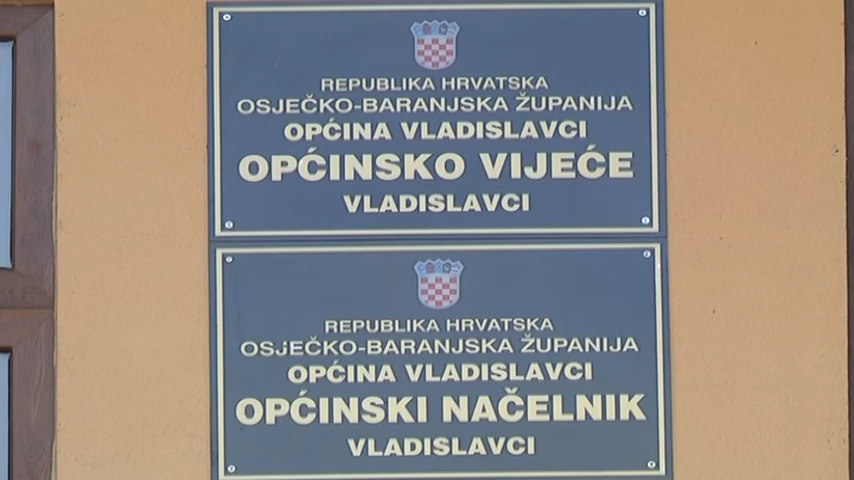 REPUBLIKA HRVATSKA
OSJEČKO-BARANJSKA ŽUPANIJA
OPĆINA VLADISLAVCI
OPĆINSKO VIJEĆE
VLADISLAVCI
REPUBLIKA HRVATSKA
OSJEČKO-BARANJSKA ŽUPANIJA
OPĆINA VLADISLAVCI
OPĆINSKI NAČELNIK
VLADISLAVCI